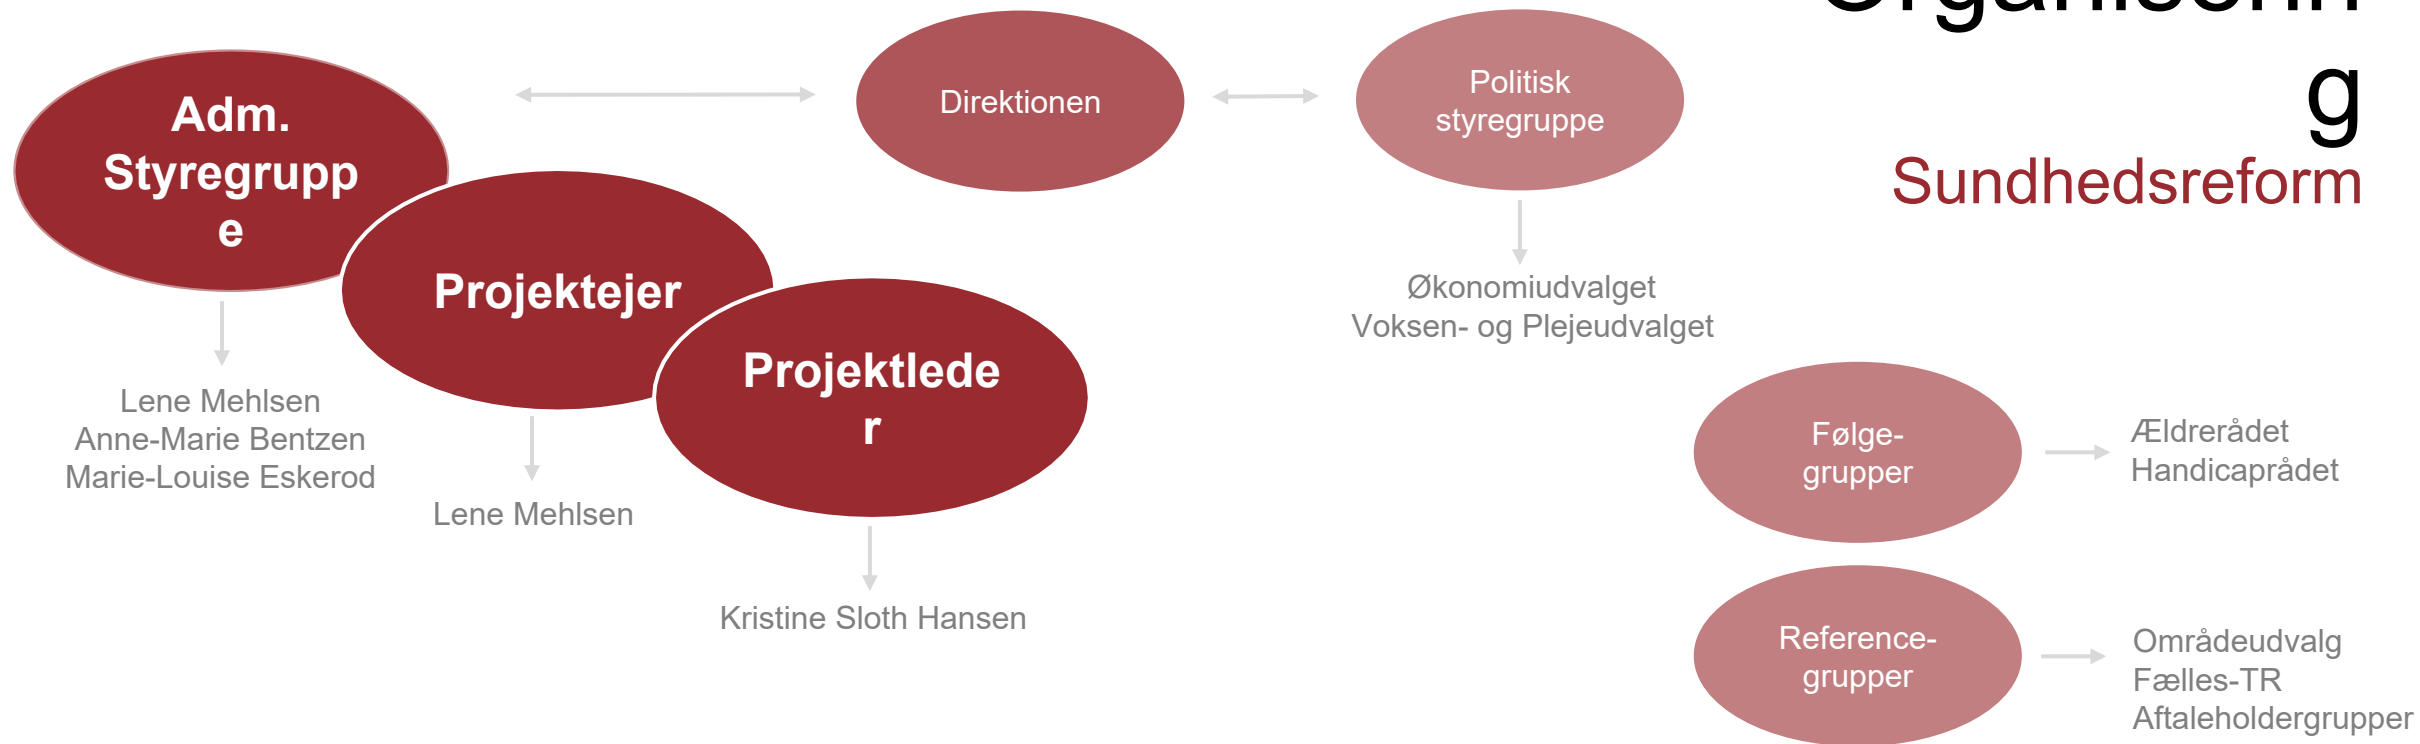 Organiserin
g
Sundhedsreform
Adm.
Styregrupp
e
Projektejer
Projektlede
r
Direktionen
Politisk
styregruppe
Økonomiudvalget
Voksen- og Plejeudvalget
Lene Mehlsen
Anne-Marie Bentzen
Marie-Louise Eskerod
Lene Mehlsen
Kristine Sloth Hansen
Følge-
grupper
Ældrerådet
Handicaprådet
Reference-
grupper
Områdeudvalg
Fælles-TR
Aftaleholdergrupper